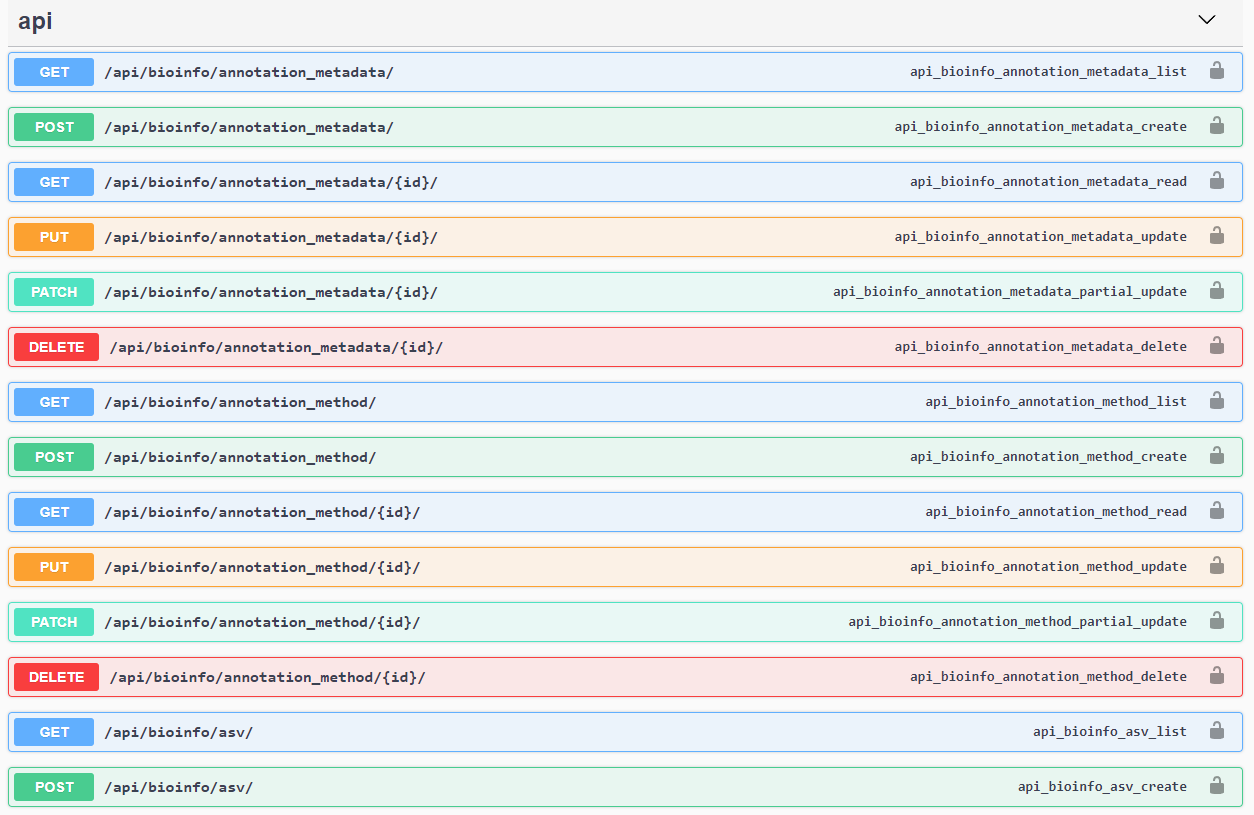 api
GET /api/bioinfo/annotation_metadata/ api_bioinfo_annotation_metadata_list
POST /api/bioinfo/annotation_metadata/ api_bioinfo_annotation_metadata_create
GET /api/bioinfo/annotation_metadata/{id}/ api_bioinfo_annotation_metadata_read
PUT /api/bioinfo/annotation_metadata/{id}/ api_bioinfo_annotation_metadata_update
PATCH /api/bioinfo/annotation_metadata/{id}/ api_bioinfo_annotation_metadata_partial_update
DELETE /api/bioinfo/annotation_metadata/{id}/ api_bioinfo_annotation_metadata_delete
GET /api/bioinfo/annotation_method/ api_bioinfo_annotation_method_list
POST /api/bioinfo/annotation_method/ api_bioinfo_annotation_method_create
GET /api/bioinfo/annotation_method/{id}/ api_bioinfo_annotation_method_read
PUT /api/bioinfo/annotation_method/{id}/ api_bioinfo_annotation_method_update
PATCH /api/bioinfo/annotation_method/{id}/ api_bioinfo_annotation_method_partial_update
DELETE /api/bioinfo/annotation_method/{id}/ api_bioinfo_annotation_method_delete
GET /api/bioinfo/asv/ api_bioinfo_asv_list
POST /api/bioinfo/asv/ api_bioinfo_asv_create